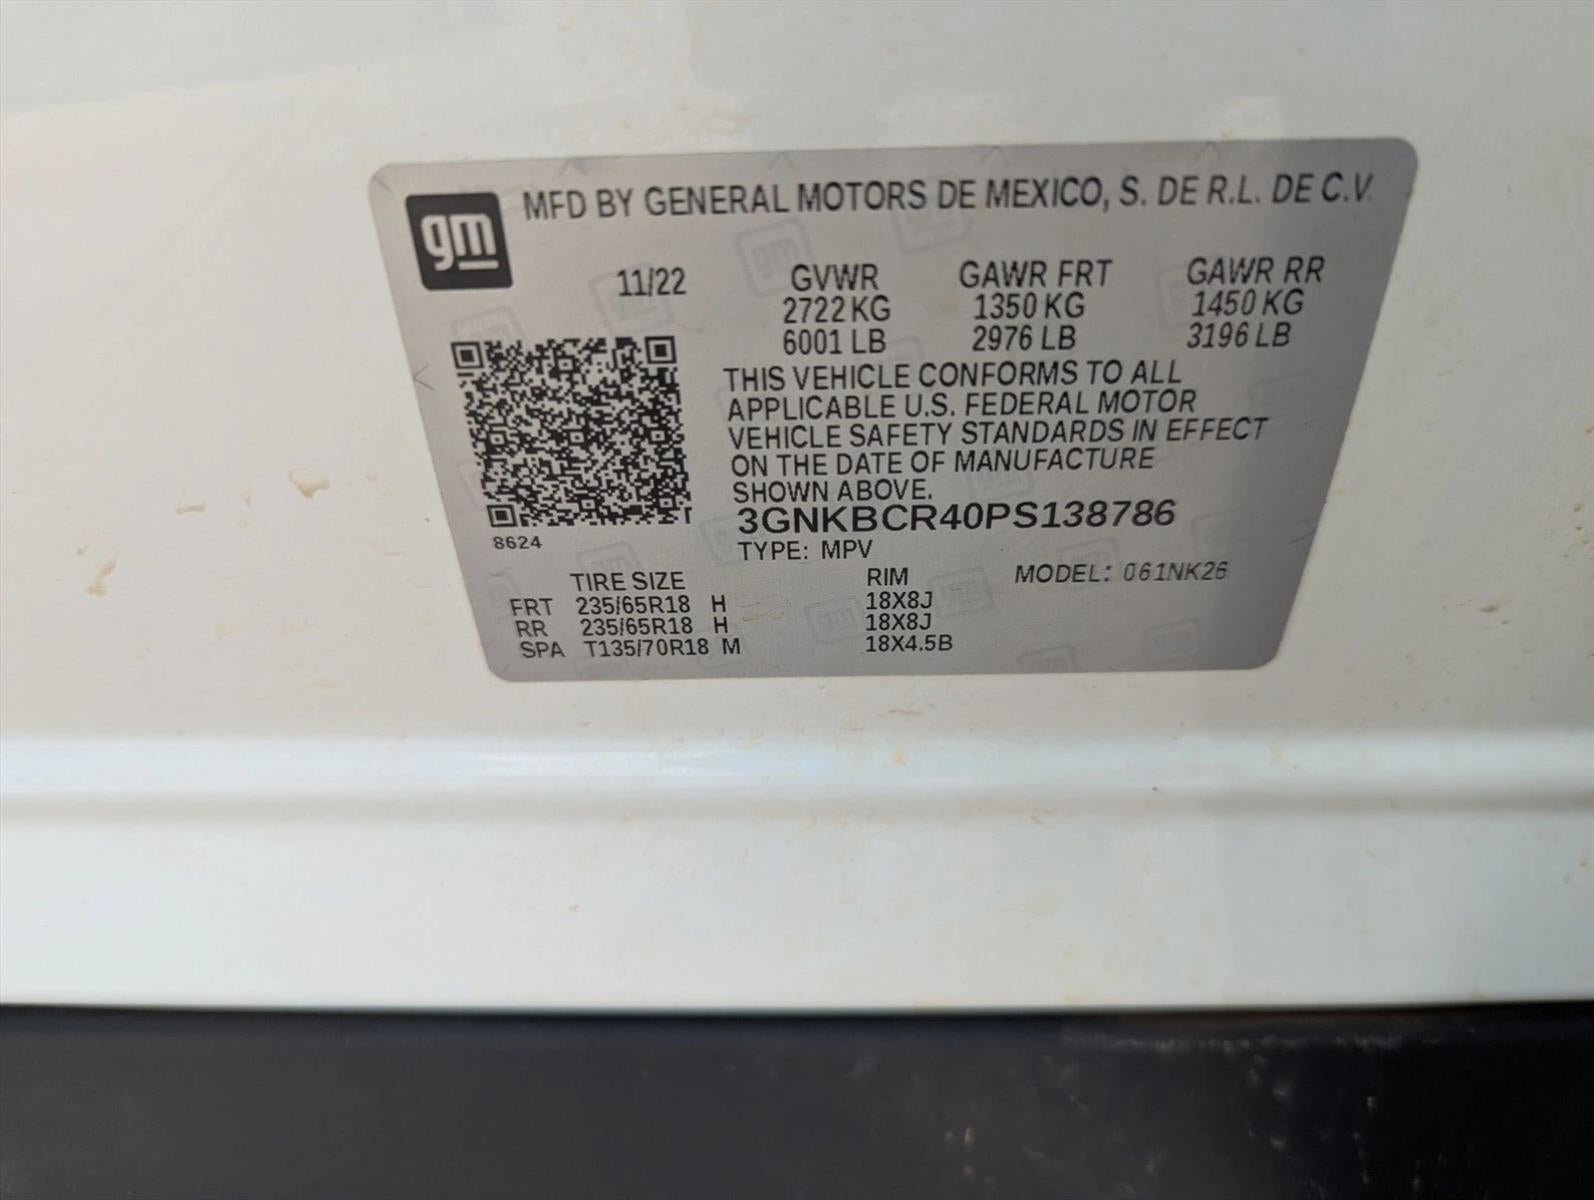 gm
MFD BY GENERAL MOTORS DE MEXICO, S. DE R.L. DE C.V.
11/22 GVWR GAWR FRT GAWR RR
2722 KG 1350 KG 1450 KG
6001 LB 2976 LB 3196 LB
THIS VEHICLE CONFORMS TO ALL
APPLICABLE U.S. FEDERAL MOTOR
VEHICLE SAFETY STANDARDS IN EFFECT
ON THE DATE OF MANUFACTURE
SHOWN ABOVE.
3GNKBCR40PS138786
8624
TYPE: MPV
TIRE SIZE RIM MODEL: 061NK26
FRT 235/65R18 H 18X8J
RR 235/65R18 H 18X8J
SPA T135/70R18 M 18X4.5B